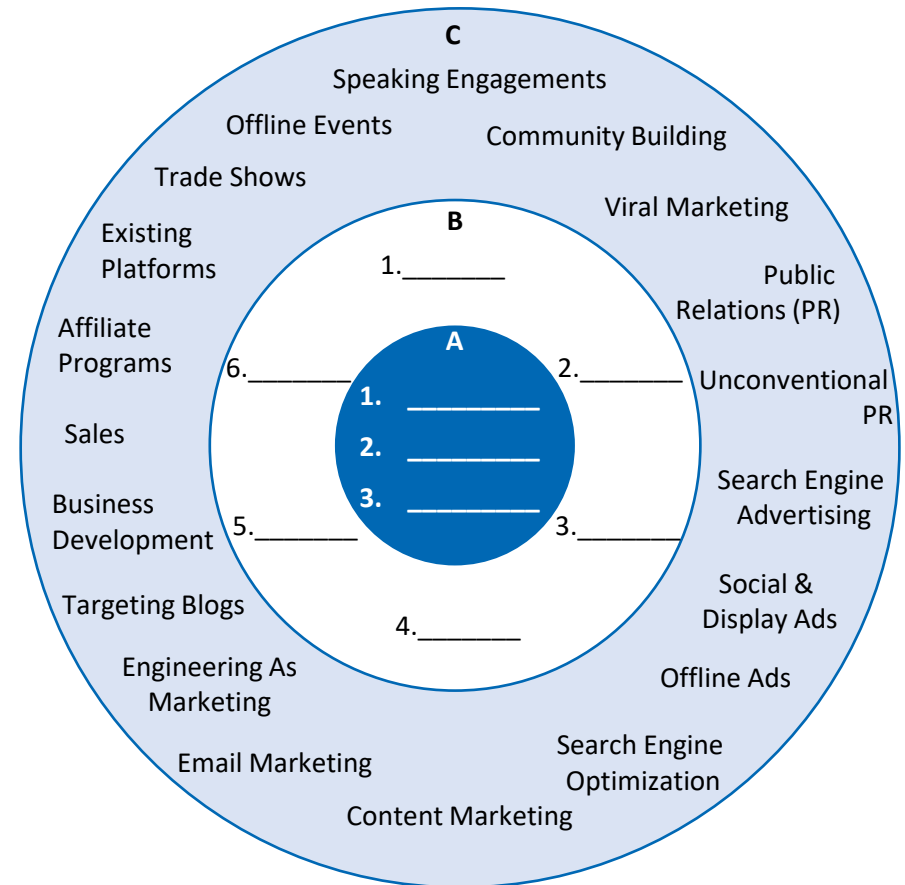 C
Speaking Engagements
Offline Events
Community Building
Trade Shows
Viral Marketing
Existing
Platforms
B
1._______
Public
Relations (PR)
Affiliate
Programs
6._______
A
2._______
Unconventional
PR
1. _________
Sales
2. _________
Search Engine
Advertising
3. _________
Business
Development
5._______
3._______
Targeting Blogs
Social &
Display Ads
4._______
Engineering As
Marketing
Offline Ads
Email Marketing
Search Engine
Optimization
Content Marketing